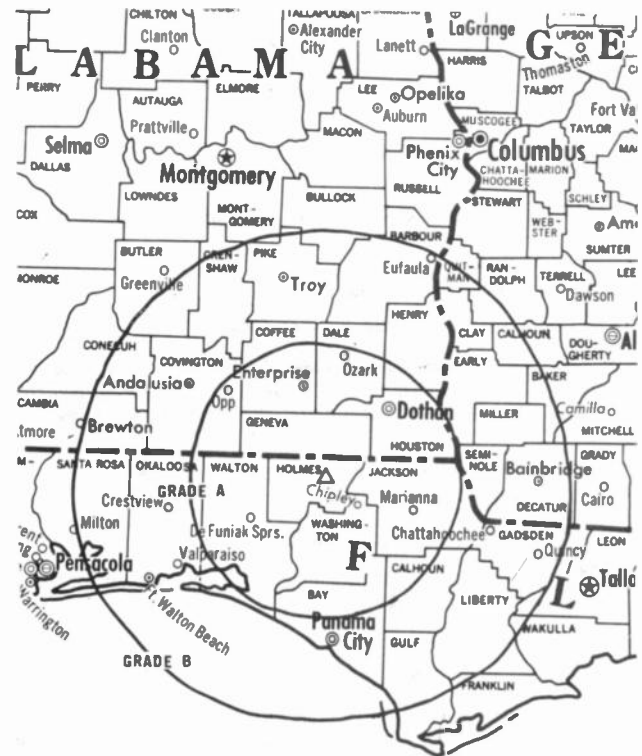 CHILTON
Clanton
TALLAPOOSA
Alexander
City
Lanett
LaGrange
HARRIS
UPSON
Thomaston
TALBOT
L A B A M A
G E
PERRY
AUTAUGA
Prattville
ELMORE
LEE
Opelika
Auburn
MUSCOGEE
Fort Va
TAYLOR
MA
Selma
DALLAS
MACON
Phenix
City
Columbus
CHATTA-
HOOCHEE
MARION
Montgomery
LOWNDES
MONT-
GOMERY
BULLOCK
RUSSELL
STEWART
SCHLEY
WEB-
STER
Ame
SUMTER
COX
BARBOUR
BUTLER
Greenville
CREN-
SHAW
PIKE
Troy
Eufaula
QUIT-
MAN
RAN-
DOLPH
TERRELL
Dawson
LEE
MONROE
HENRY
CONECUH
COVINGTON
COFFEE
DALE
CLAY
CALHOUN
DOU-
GHERTY
Al
EARLY
BAKER
Andalusia
Opp
Enterprise
Ozark
CAMBIA
tmore
Brewton
GENEVA
Dothan
HOUSTON
MILLER
Camilla
MITCHELL
M-
SANTA ROSA
OKALOOSA
WALTON
HOLMES
JACKSON
SEMI-
NOLE
Bainbridge
GRADY
Cairo
GRADE A
Crestview
Chipley
Marianna
DECATUR
Milton
De Funiak Sprs.
WASHING-
TON
Chattahoochee
GADSDEN
LEON
Quincy
Pensacola
Valparaiso
F
CALHOUN
L
Talla
Warrington
Ft. Walton Beach
BAY
LIBERTY
Panama
City
GULF
WAKULLA
GRADE B
FRANKLIN